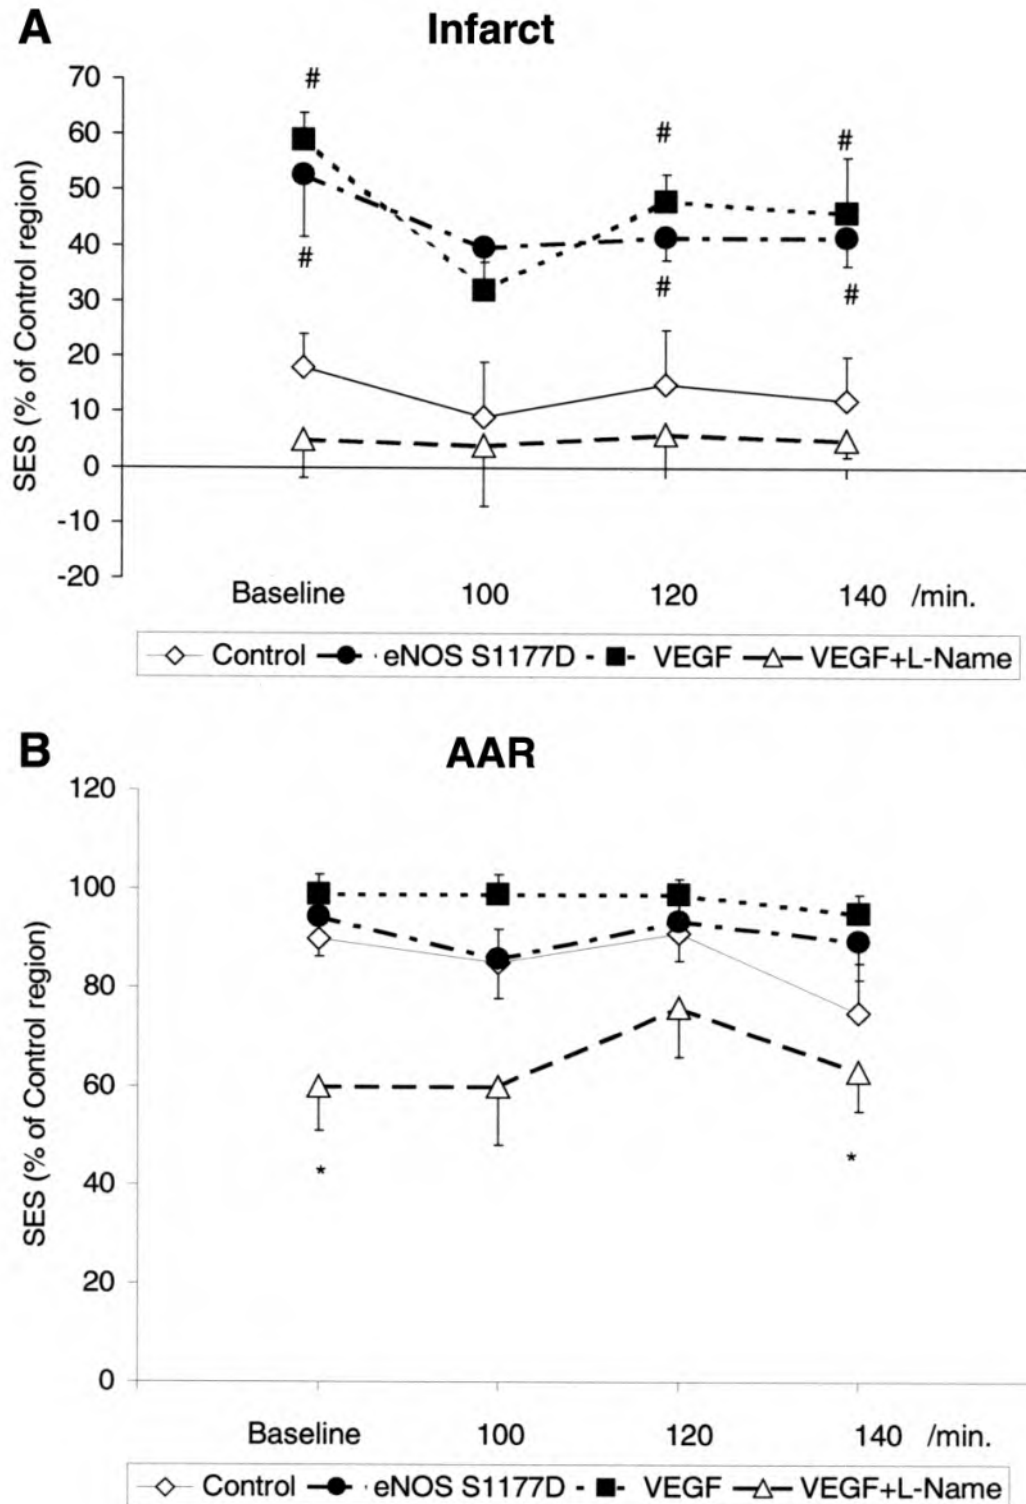 A
Infarct
#
#
#
#
#
#
SES (% of Control region)
70
60
50
40
30
20
10
0
-10
-20
Baseline 100 120 140 /min.
Control eNOS S1177D VEGF VEGF+L-Name
B
AAR
SES (% of Control region)
120
100
80
60
40
20
0
*
*
Baseline 100 120 140 /min.
Control eNOS S1177D VEGF VEGF+L-Name